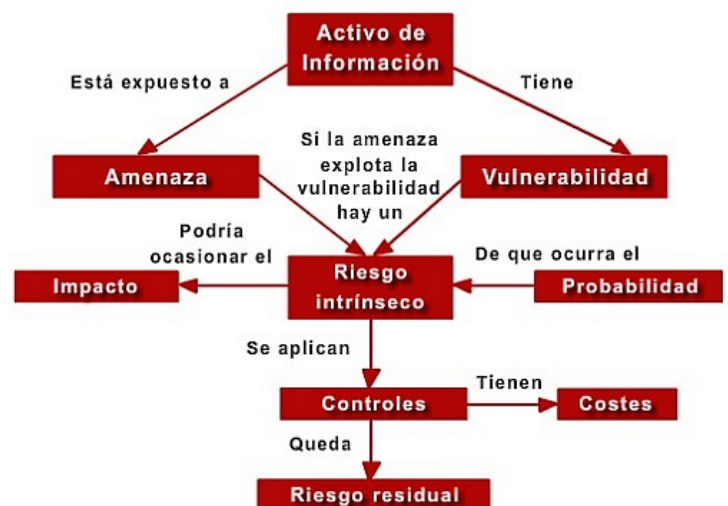 Activo de
Información
Está expuesto a
Tiene
Si la amenaza
explota la
vulnerabilidad
hay un
Amenaza
Vulnerabilidad
Podría
ocasionar el
De que ocurra el
Impacto
Riesgo
intrínseco
Probabilidad
Se aplican
Controles
Tienen
Costes
Queda
Riesgo residual